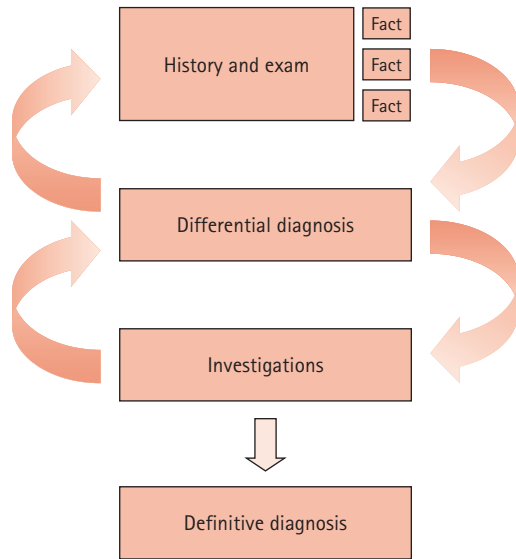 Fact
History and exam
Fact
Fact
Differential diagnosis
Investigations
Definitive diagnosis